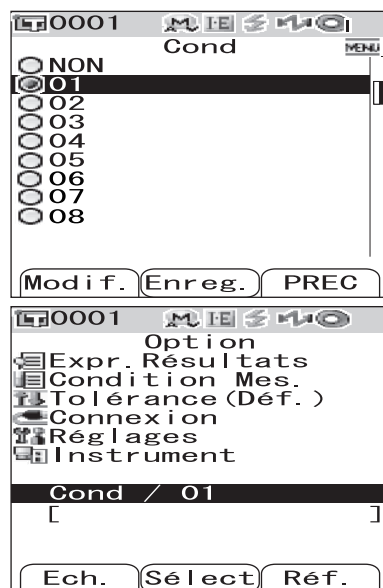 0001 M I·E
Cond MENU
NON
01
02
03
04
05
06
07
08
Modif. Enreg. PREC
0001 M I·E
Option
Expr.Résultats
Condition Mes.
Tolérance(Déf.)
Connexion
Réglages
Instrument
Cond / 01
[ ]
Ech. Sélect Réf.